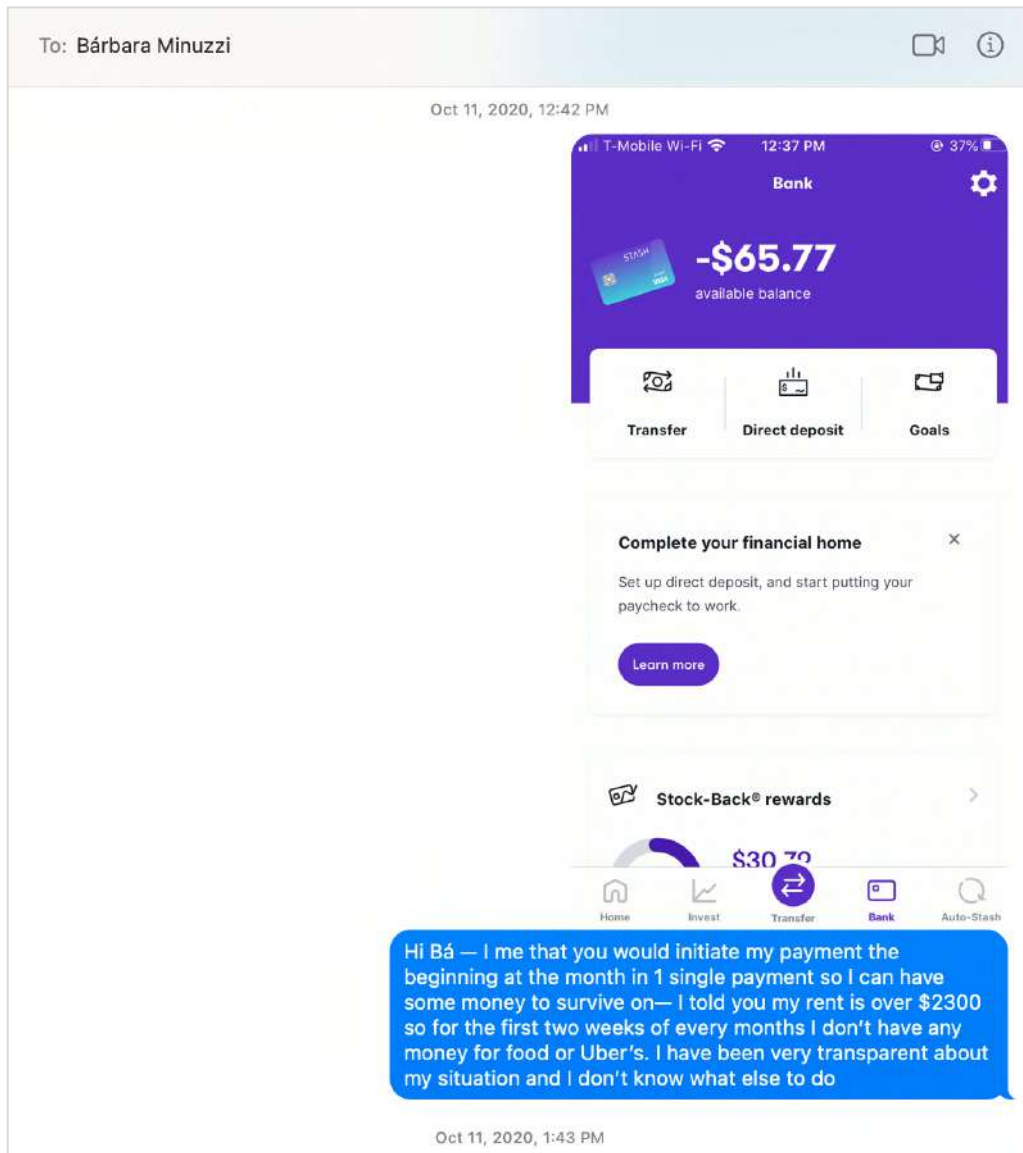 To: Bárbara Minuzzi
Oct 11, 2020, 12:42 PM
T-Mobile Wi-Fi 12:37 PM 37%
Bank
STASH
-$65.77
available balance
Transfer Direct deposit Goals
Complete your financial home
Set up direct deposit, and start putting your
paycheck to work.
Learn more
Stock-Back® rewards
$30.79
Home Invest Transfer Bank Auto-Stash
Hi Bá — I me that you would initiate my payment the
beginning at the month in 1 single payment so I can have
some money to survive on— I told you my rent is over $2300
so for the first two weeks of every months I don't have any
money for food or Uber's. I have been very transparent about
my situation and I don't know what else to do
Oct 11, 2020, 1:43 PM